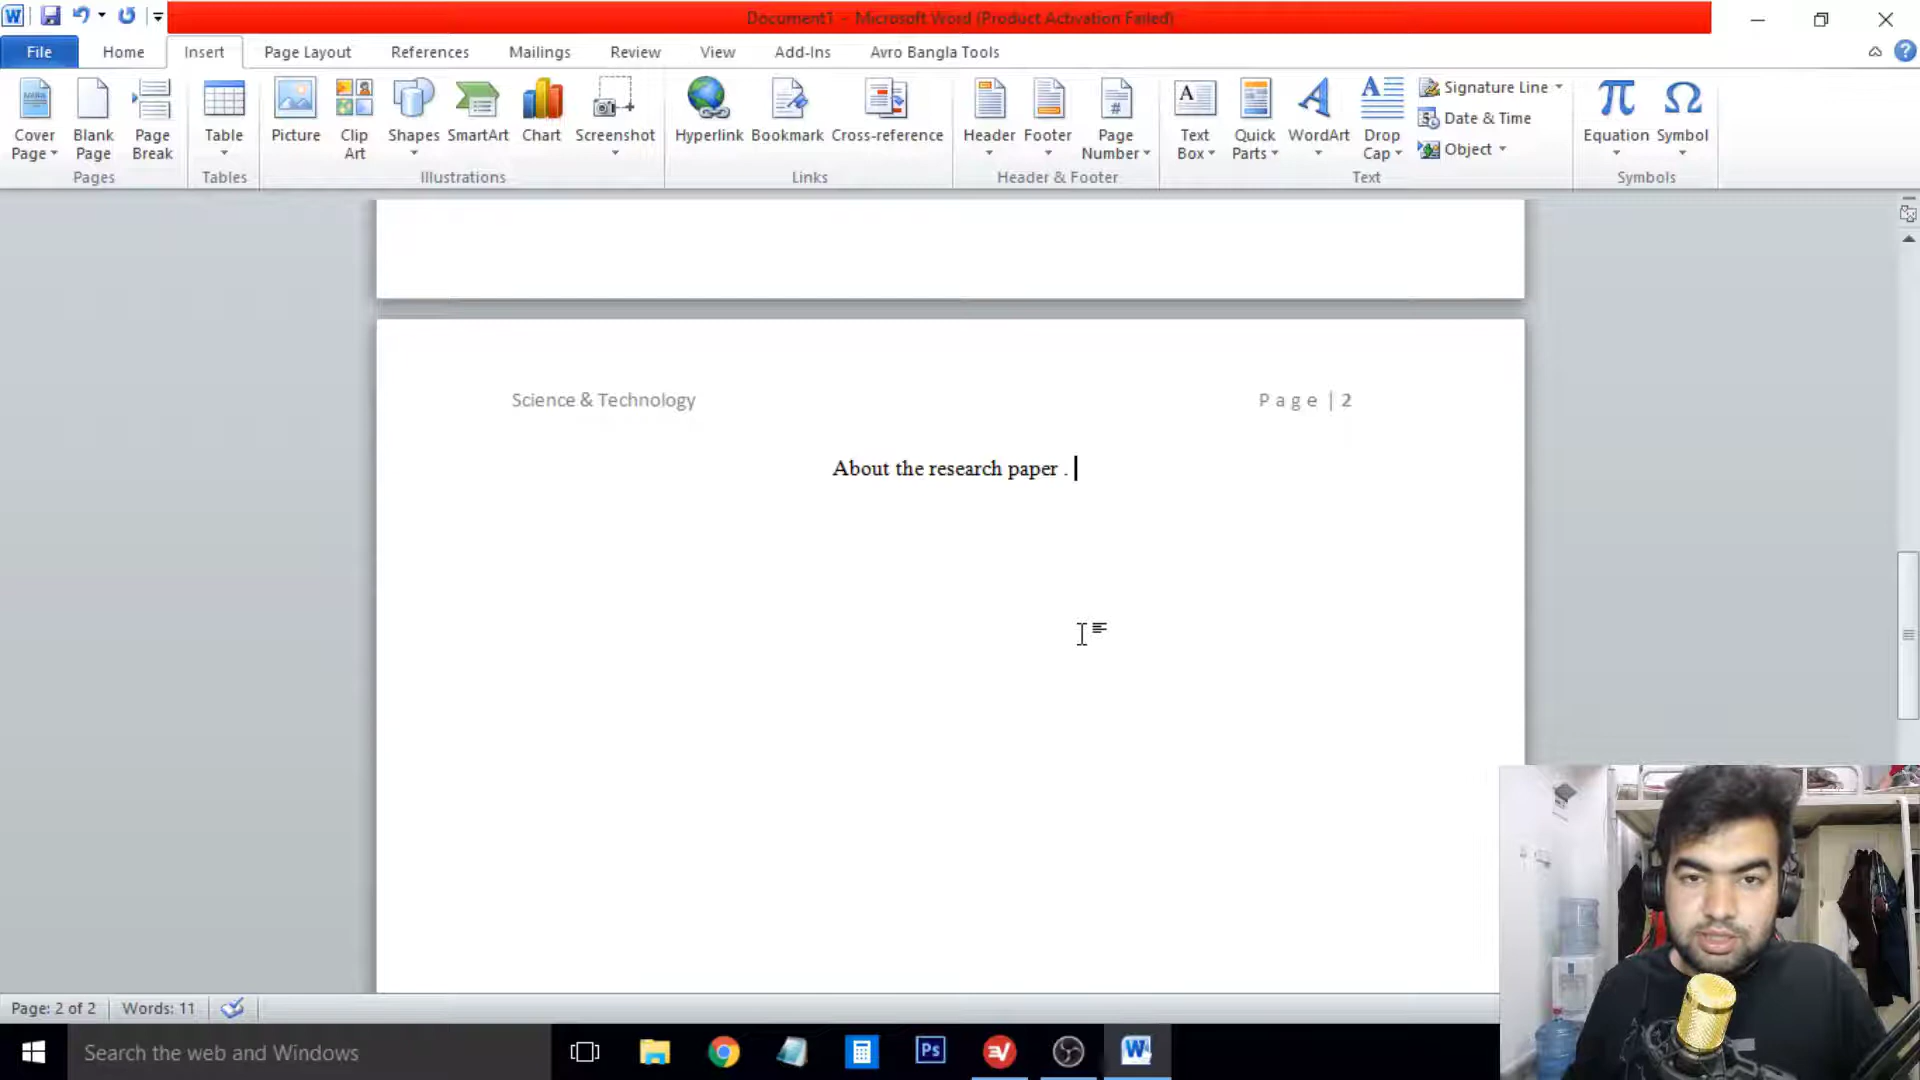 Document1 - Microsoft Word (Product Activation Failed)
File Home Insert Page Layout References Mailings Review View Add-Ins Avro Bangla Tools
Cover Page
Blank Page
Page Break
Table
Picture
Clip Art
Shapes
SmartArt
Chart
Screenshot
Hyperlink
Bookmark
Cross-reference
Header
Footer
Page Number
Text Box
Quick Parts
WordArt
Drop Cap
Signature Line
Date & Time
Object
Equation
Symbol
Pages Tables Illustrations Links Header & Footer Text Symbols
Science & Technology Page | 2
About the research paper .
Page: 2 of 2 Words: 11
Search the web and Windows
Ps